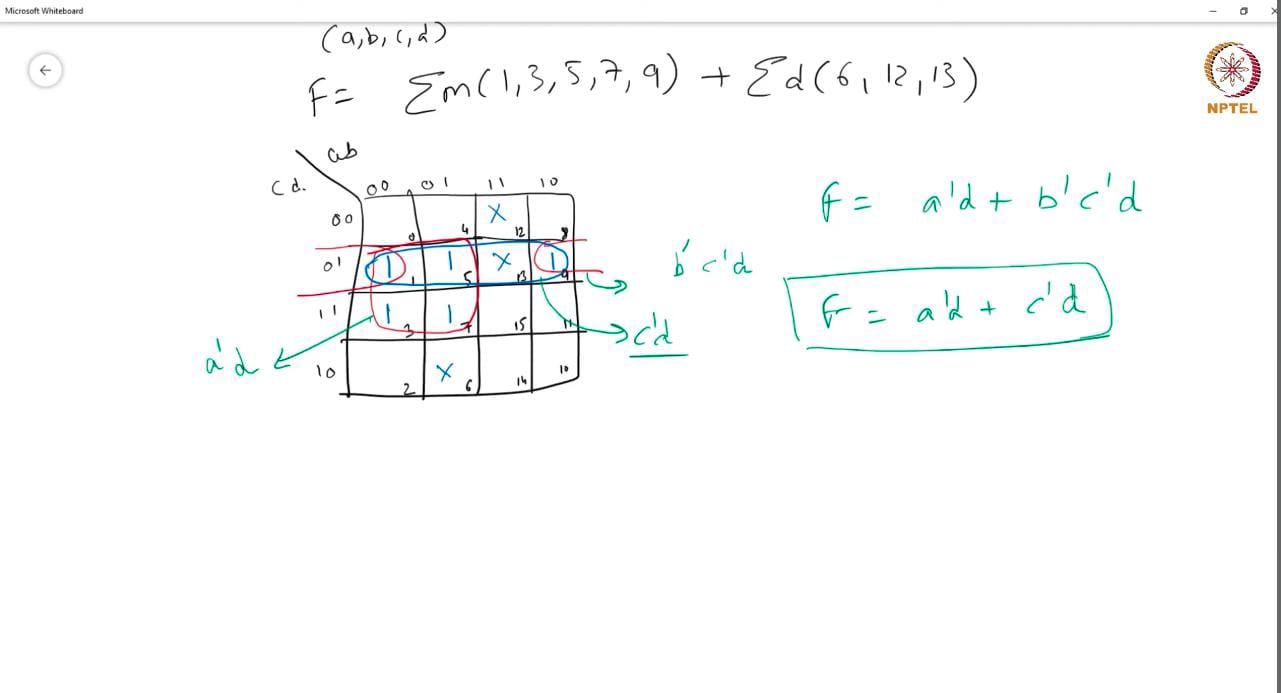 Microsoft Whiteboard
(a,b,c,d)
F= Σm(1,3,5,7,9) + Σd(6,12,13)
NPTEL
ab
cd.
00 01 11 10
00 0 4 X 12 8
01 1 1 1 5 X 13 1 9
11 1 3 1 7 15 11
10 2 X 6 14 10
a'd
b'c'd
c'd
F = a'd + b'c'd
F = a'd + c'd